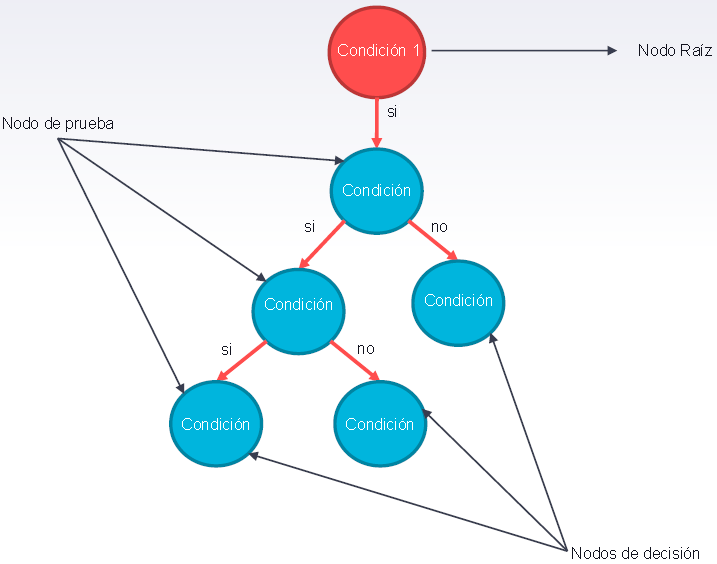 Condición 1
Nodo Raíz
si
Nodo de prueba
Condición
si
no
Condición
Condición
si
no
Condición
Condición
Nodos de decisión